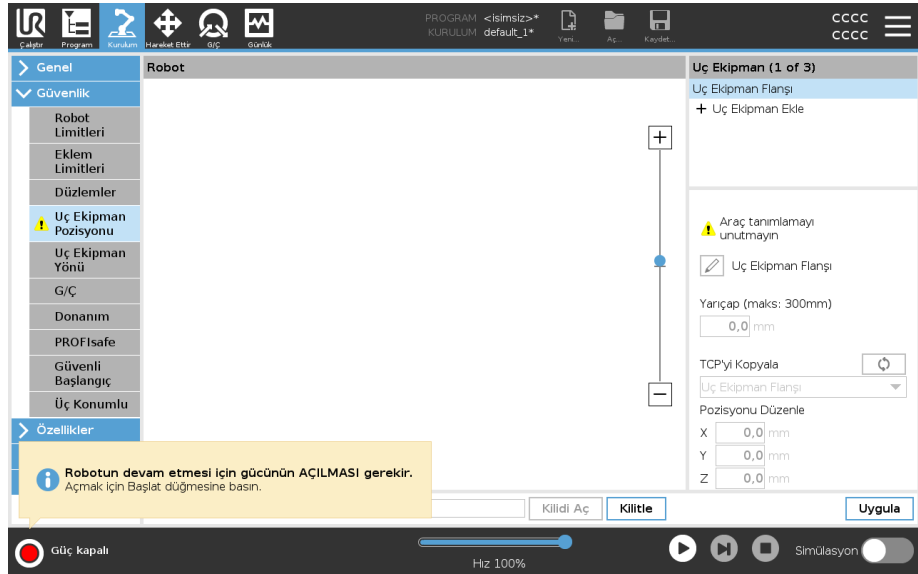 PROGRAM <isimsiz>*
KURULUM default_1*
Çalıştır
Program
Kurulum
Hareket Ettir
G/Ç
Günlük
Yeni...
Aç...
Kaydet...
cccc
cccc
Genel
Güvenlik
Robot
Limitleri
Eklem
Limitleri
Düzlemler
Uç Ekipman
Pozisyonu
Uç Ekipman
Yönü
G/Ç
Donanım
PROFIsafe
Güvenli
Başlangıç
Üç Konumlu
Özellikler
Robot
Uç Ekipman (1 of 3)
Uç Ekipman Flanşı
+ Uç Ekipman Ekle
Araç tanımlamayı
unutmayın
Uç Ekipman Flanşı
Yarıçap (maks: 300mm)
0,0 mm
TCP'yi Kopyala
Uç Ekipman Flanşı
Pozisyonu Düzenle
X 0,0 mm
Y 0,0 mm
Z 0,0 mm
Robotun devam etmesi için gücünün AÇILMASI gerekir.
Açmak için Başlat düğmesine basın.
Kilidi Aç
Kilitle
Uygula
Güç kapalı
Hız 100%
Simülasyon